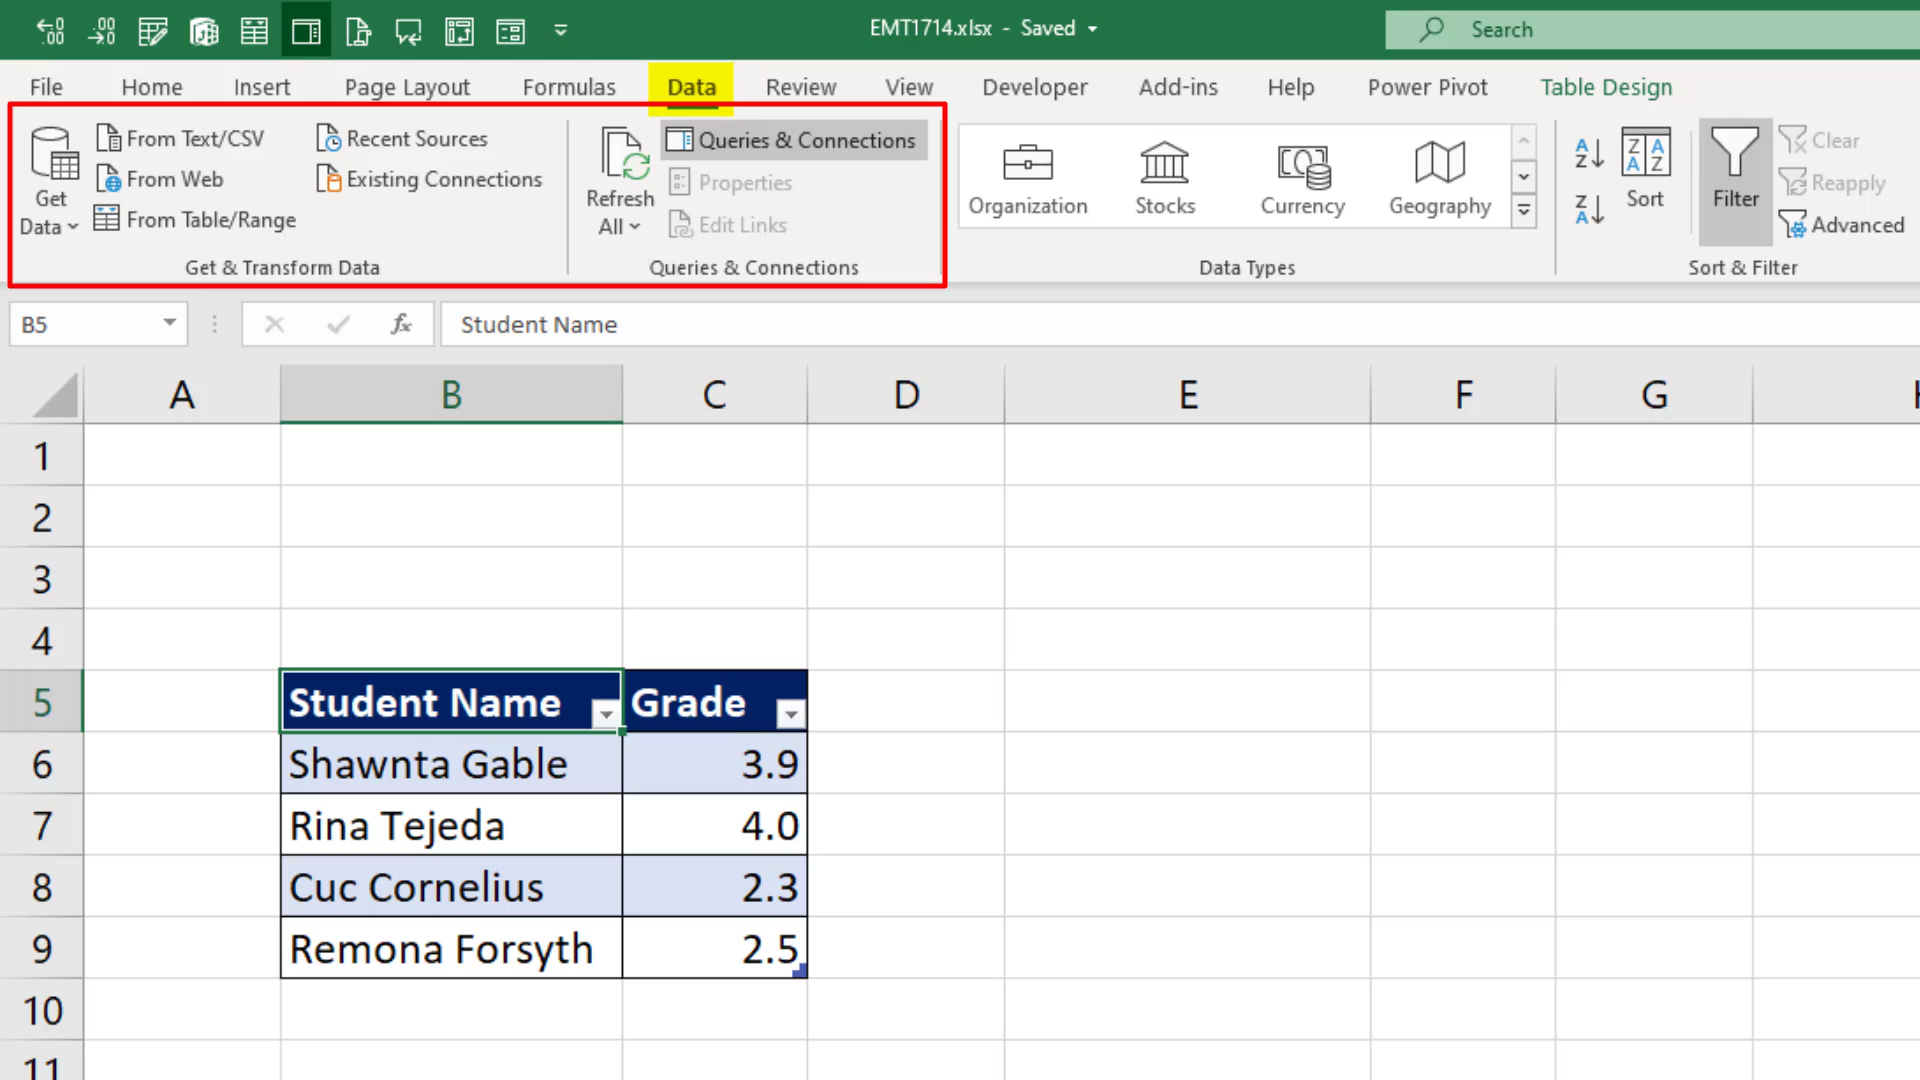 EMT1714.xlsx - Saved
Search
File Home Insert Page Layout Formulas Data Review View Developer Add-ins Help Power Pivot Table Design
Get Data
From Text/CSV
From Web
From Table/Range
Recent Sources
Existing Connections
Get & Transform Data
Refresh All
Queries & Connections
Properties
Edit Links
Queries & Connections
Organization Stocks Currency Geography
Data Types
Sort
Filter
Clear
Reapply
Advanced
Sort & Filter
B5 fx Student Name
A B C D E F G
1
2
3
4
5 Student Name Grade
6 Shawnta Gable 3.9
7 Rina Tejeda 4.0
8 Cuc Cornelius 2.3
9 Remona Forsyth 2.5
10
11